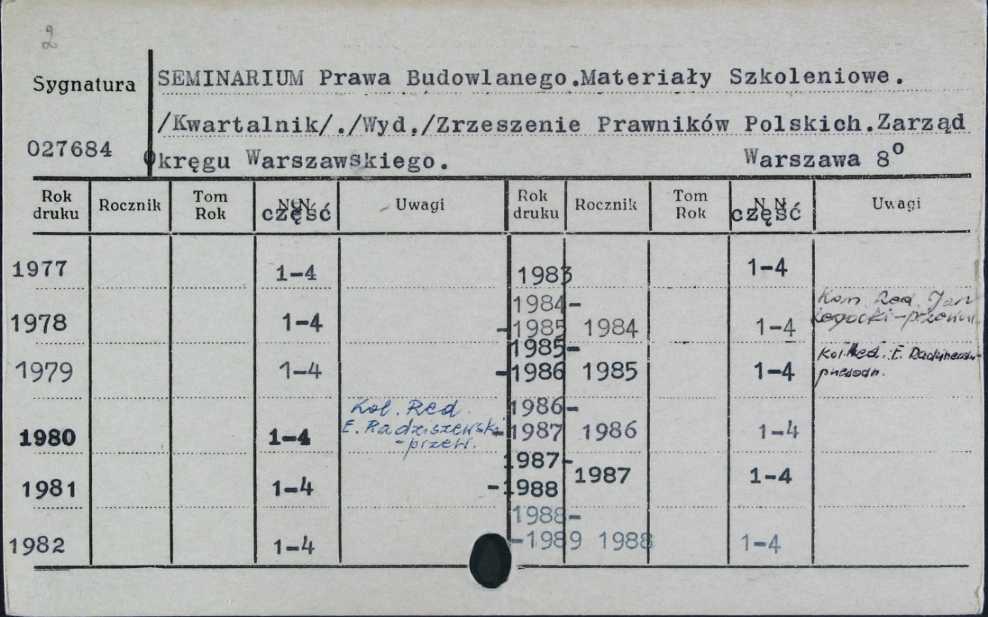 2
Sygnatura
SEMINARIUM Prawa Budowlanego.Materiały Szkoleniowe.
/Kwartalnik/./Wyd./Zrzeszenie Prawników Polskich.Zarząd
027684
Okręgu Warszawskiego. Warszawa 8°
Rok druku Rocznik Tom Rok część Uwagi Rok druku Rocznik Tom Rok część Uwagi
1977 1-4 1983 1-4
1978 1-4 1984-1985 1984 1-4 Kom. Red. Jan -przewn.
1979 1-4 1985-1986 1985 1-4 Kol. Red. E.
1980 1-4 Kol. Red. E. Radziszewski -przew. 1986-1987 1986 1-4
1981 1-4 1987-1988 1987 1-4
1982 1-4 1988-1989 1988 1-4